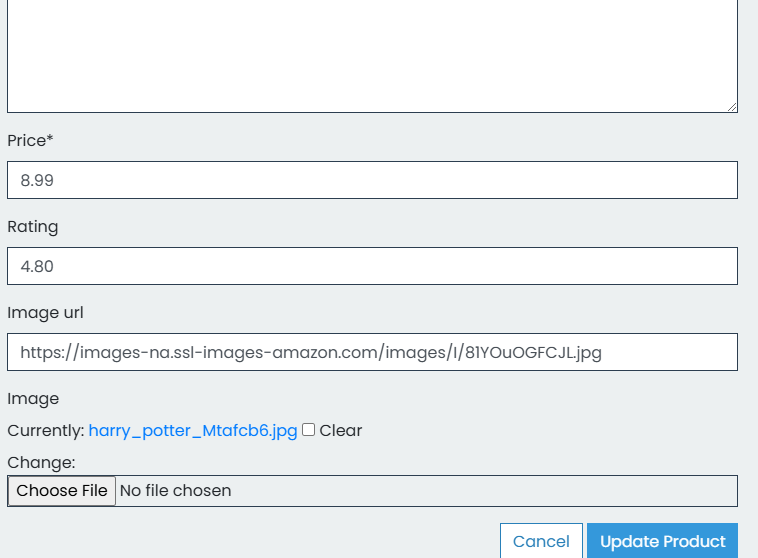 Price*
8.99
Rating
4.80
Image url
https://images-na.ssl-images-amazon.com/images/I/81YOuOGFCJL.jpg
Image
Currently: harry_potter_Mtafcb6.jpg Clear
Change:
Choose File No file chosen
Cancel Update Product